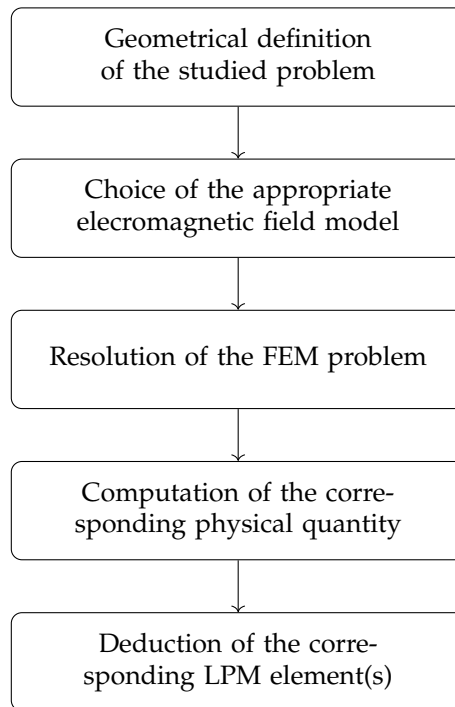 Geometrical definition
of the studied problem
Choice of the appropriate
elecromagnetic field model
Resolution of the FEM problem
Computation of the corre-
sponding physical quantity
Deduction of the corre-
sponding LPM element(s)